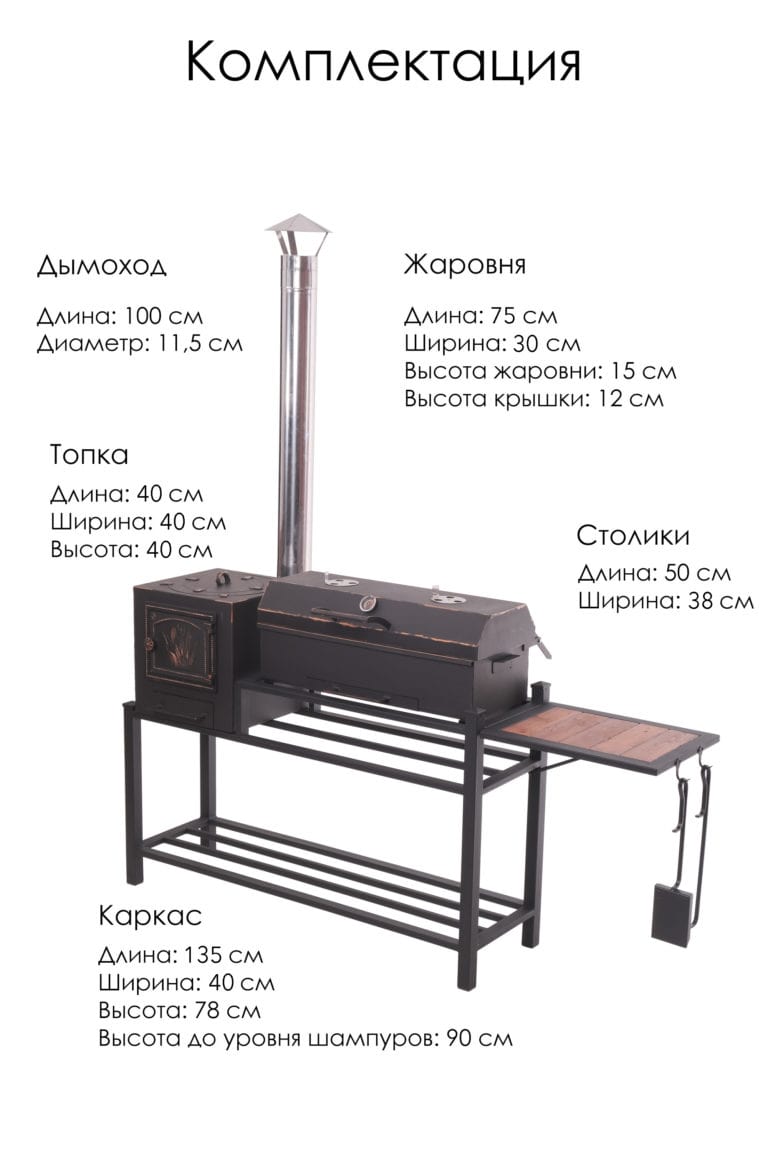 Комплектация
Дымоход
Длина: 100 см
Диаметр: 11,5 см
Жаровня
Длина: 75 см
Ширина: 30 см
Высота жаровни: 15 см
Высота крышки: 12 см
Топка
Длина: 40 см
Ширина: 40 см
Высота: 40 см
Столики
Длина: 50 см
Ширина: 38 см
Каркас
Длина: 135 см
Ширина: 40 см
Высота: 78 см
Высота до уровня шампуров: 90 см